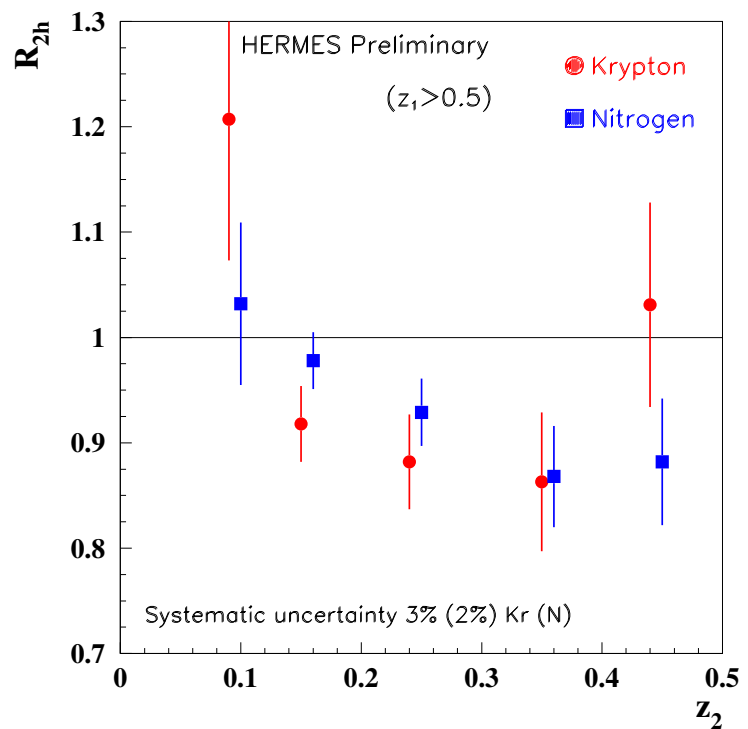 R2h
1.3
1.2
1.1
1
0.9
0.8
0.7
HERMES Preliminary
(z1>0.5)
Krypton
Nitrogen
Systematic uncertainty 3% (2%) Kr (N)
0 0.1 0.2 0.3 0.4 0.5
z2